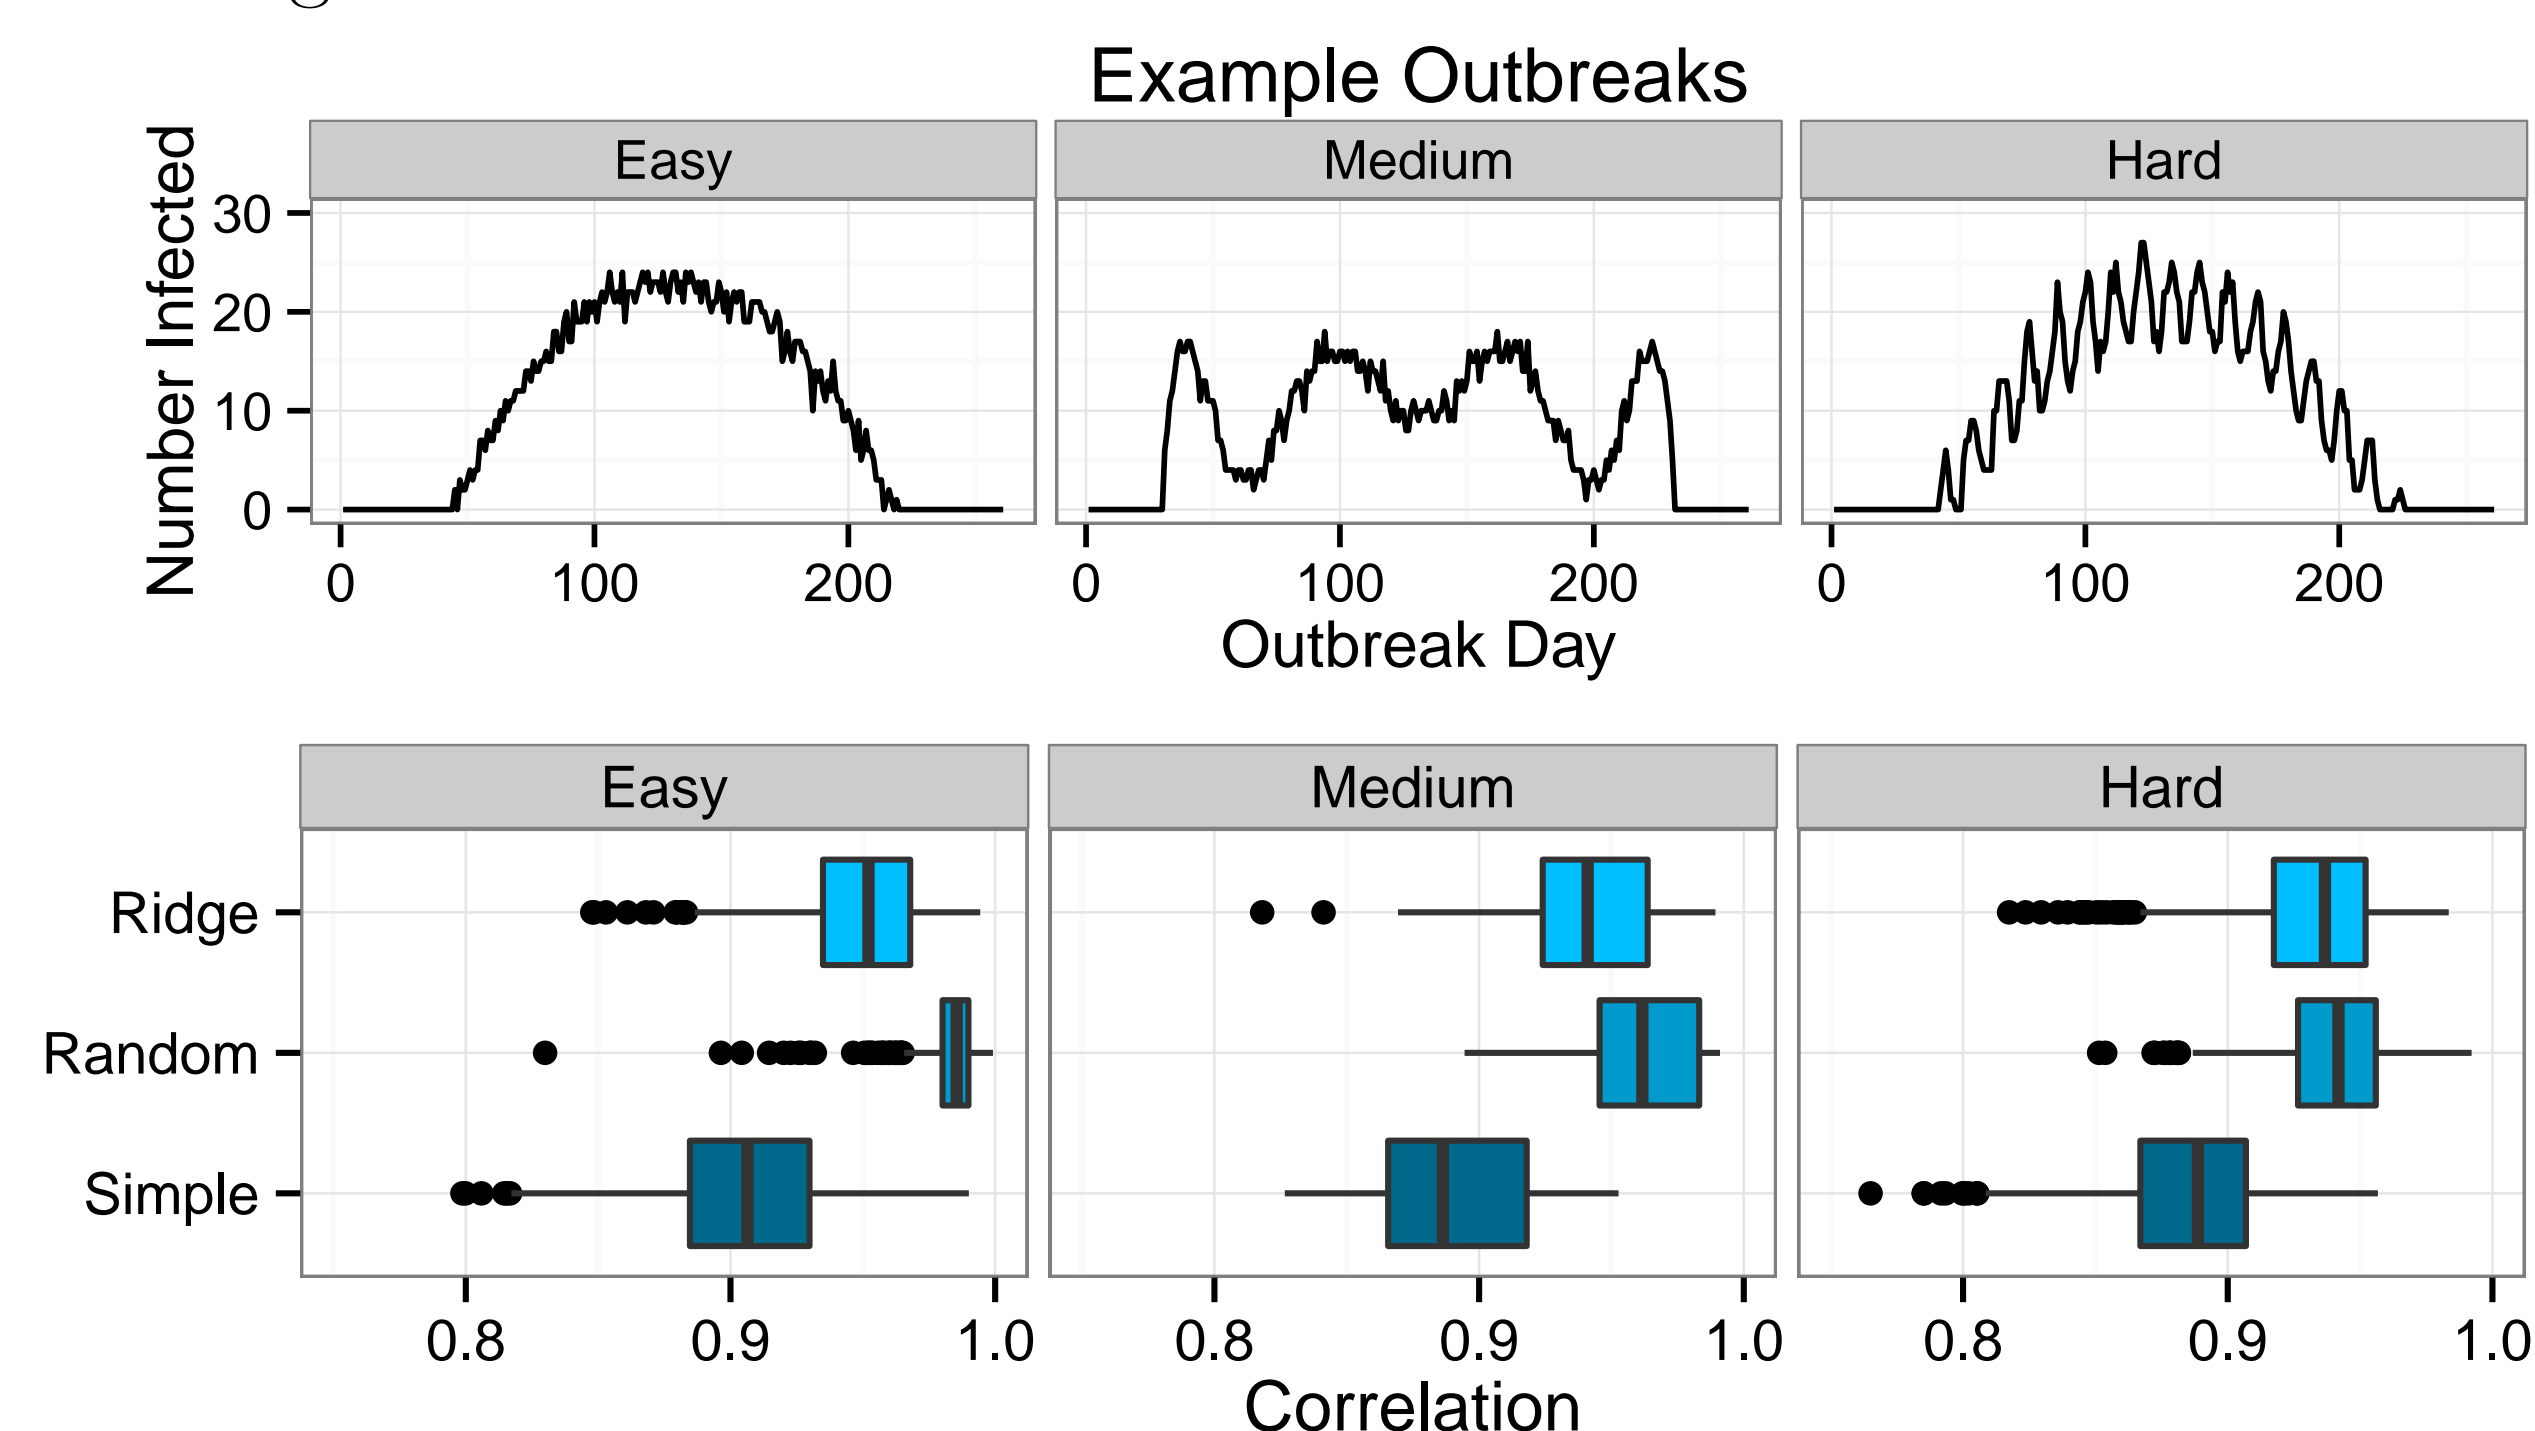 Example Outbreaks
Easy Medium Hard
Number Infected
30
20
10
0
0 100 200 0 100 200 0 100 200
Outbreak Day
Easy Medium Hard
Ridge
Random
Simple
0.8 0.9 1.0 0.8 0.9 1.0 0.8 0.9 1.0
Correlation